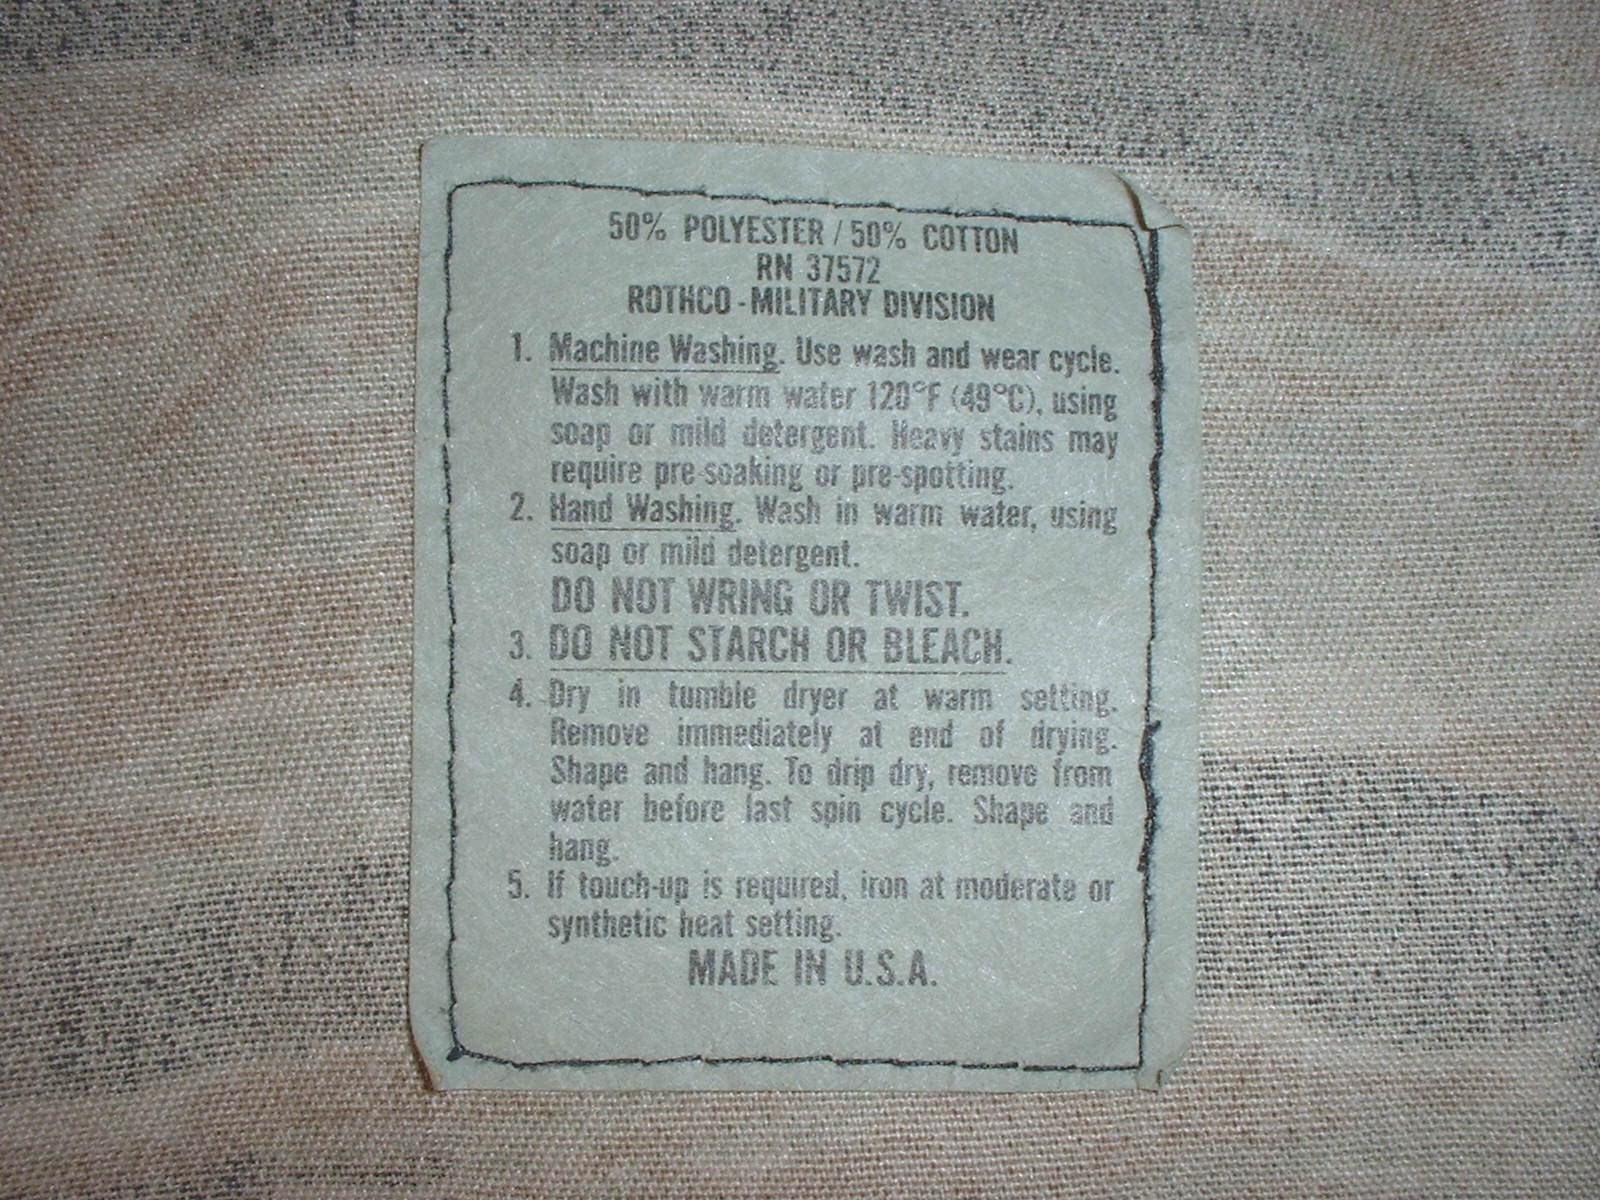 50% POLYESTER / 50% COTTON
RN 37572
ROTHCO - MILITARY DIVISION
1. Machine Washing. Use wash and wear cycle.
Wash with warm water 120°F (49°C), using
soap or mild detergent. Heavy stains may
require pre-soaking or pre-spotting.
2. Hand Washing. Wash in warm water, using
soap or mild detergent.
DO NOT WRING OR TWIST.
3. DO NOT STARCH OR BLEACH.
4. Dry in tumble dryer at warm setting.
Remove immediately at end of drying.
Shape and hang. To drip dry, remove from
water before last spin cycle. Shape and
hang.
5. If touch-up is required, iron at moderate or
synthetic heat setting.
MADE IN U.S.A.